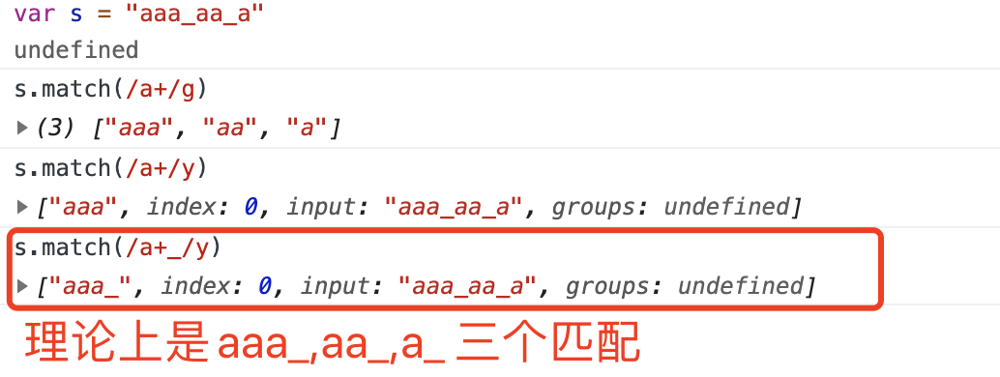 var s = "aaa_aa_a"
undefined
s.match(/a+/g)
▶(3) ["aaa", "aa", "a"]
s.match(/a+/y)
▶["aaa", index: 0, input: "aaa_aa_a", groups: undefined]
s.match(/a+_/y)
▶["aaa_", index: 0, input: "aaa_aa_a", groups: undefined]
理论上是aaa_,aa_,a_ 三个匹配